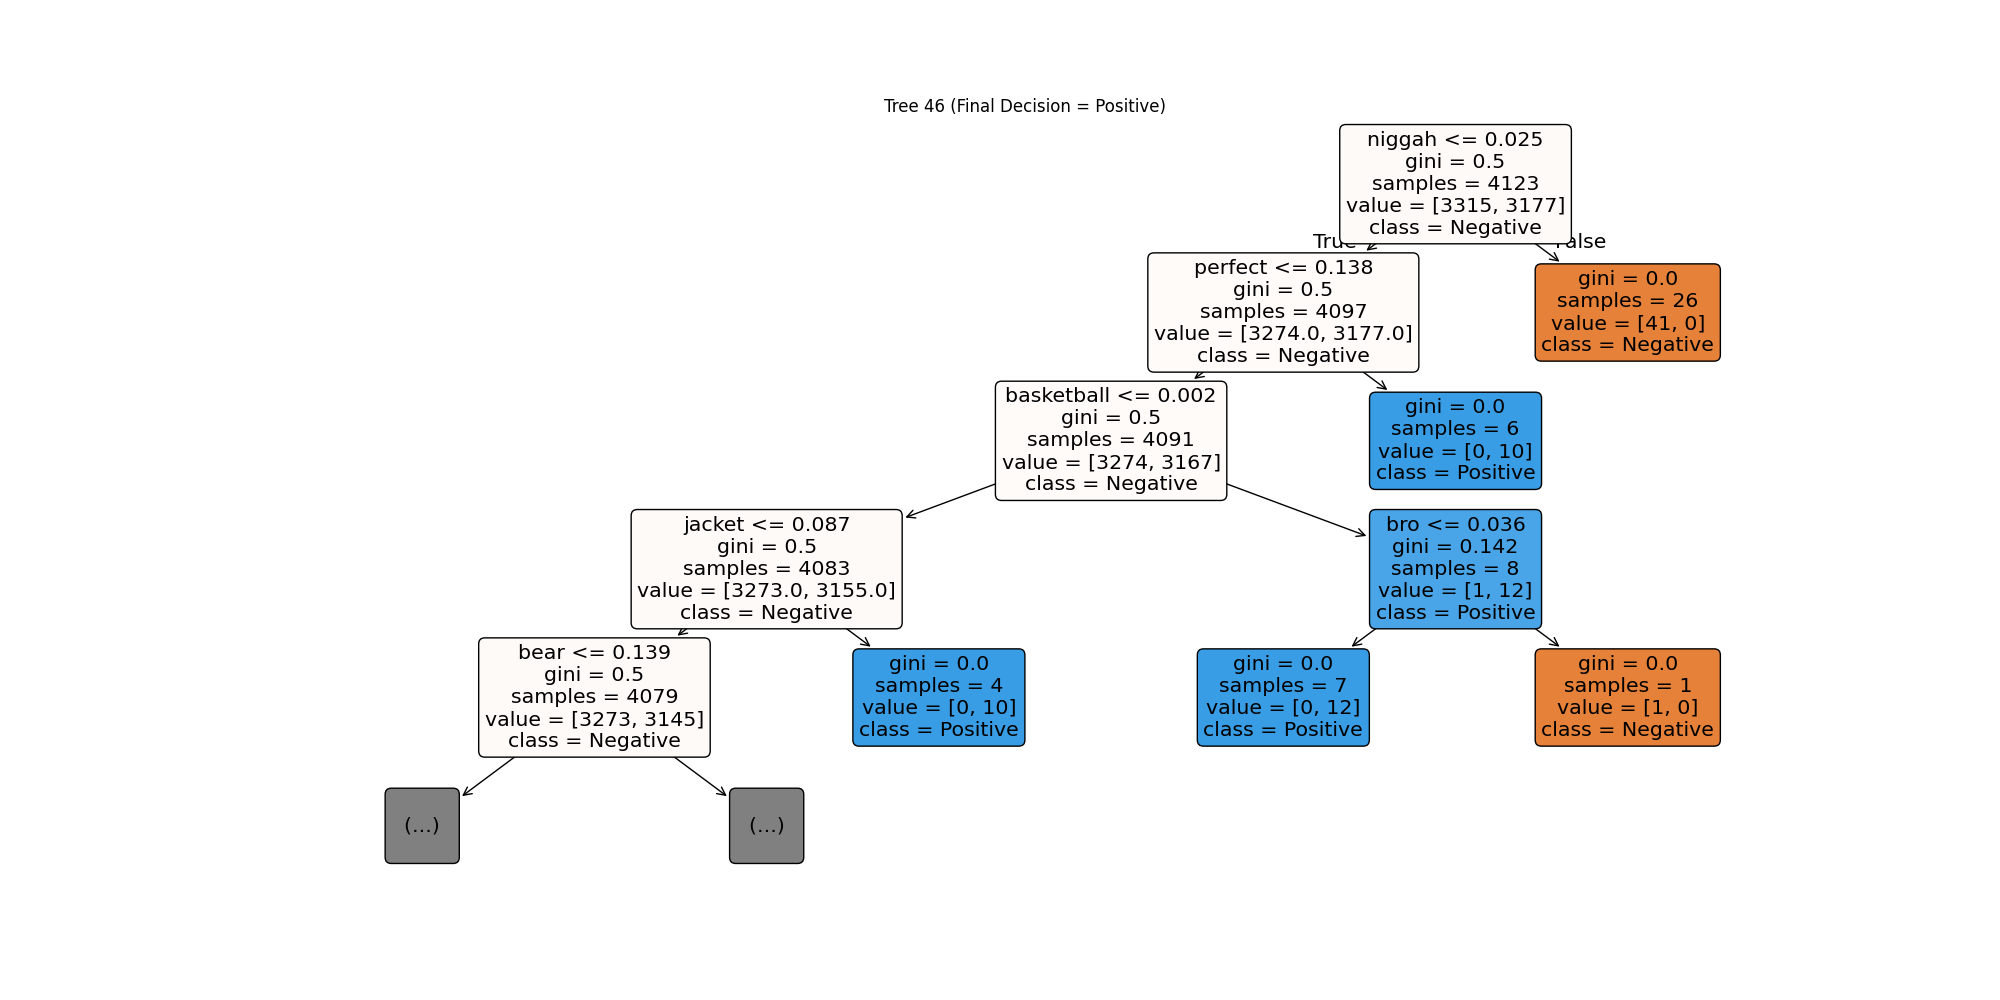 Tree 46 (Final Decision = Positive)
niggah <= 0.025
gini = 0.5
samples = 4123
value = [3315, 3177]
class = Negative
True
False
perfect <= 0.138
gini = 0.5
samples = 4097
value = [3274.0, 3177.0]
class = Negative
gini = 0.0
samples = 26
value = [41, 0]
class = Negative
basketball <= 0.002
gini = 0.5
samples = 4091
value = [3274, 3167]
class = Negative
gini = 0.0
samples = 6
value = [0, 10]
class = Positive
jacket <= 0.087
gini = 0.5
samples = 4083
value = [3273.0, 3155.0]
class = Negative
bro <= 0.036
gini = 0.142
samples = 8
value = [1, 12]
class = Positive
bear <= 0.139
gini = 0.5
samples = 4079
value = [3273, 3145]
class = Negative
gini = 0.0
samples = 4
value = [0, 10]
class = Positive
gini = 0.0
samples = 7
value = [0, 12]
class = Positive
gini = 0.0
samples = 1
value = [1, 0]
class = Negative
(...)
(...)